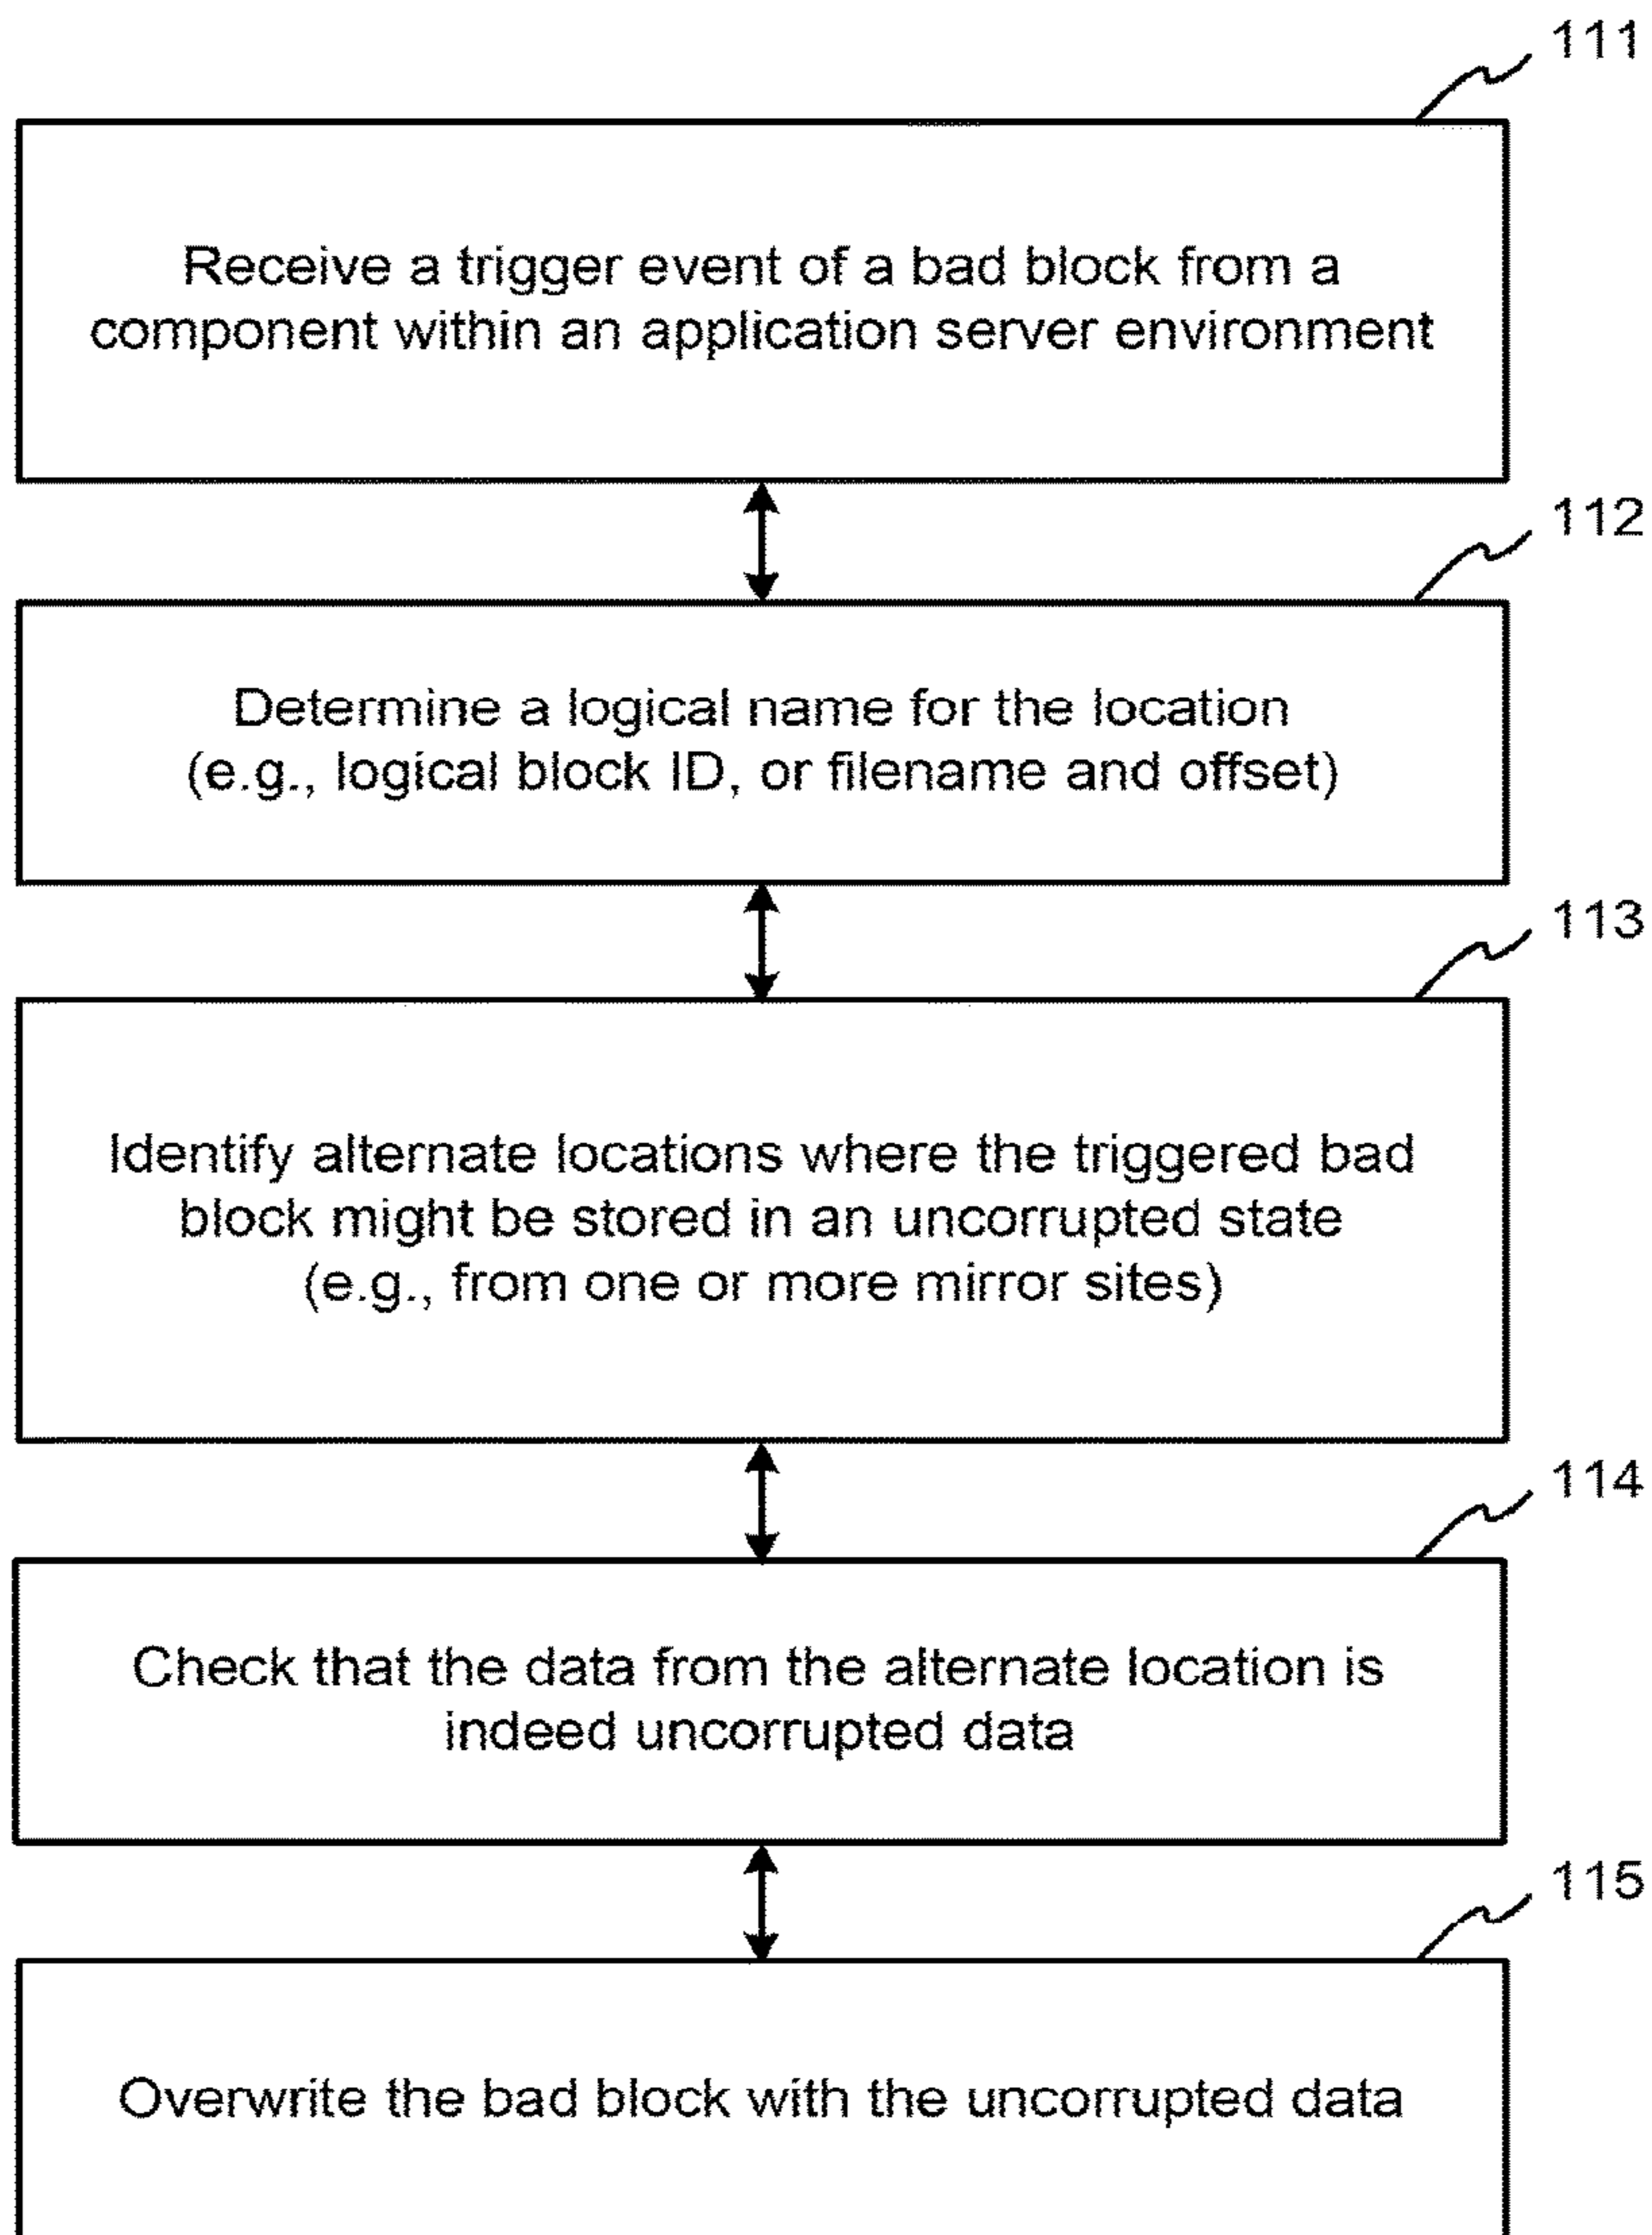 111
Receive a trigger event of a bad block from a
component within an application server environment
112
Determine a logical name for the location
(e.g., logical block ID, or filename and offset)
113
Identify alternate locations where the triggered bad
block might be stored in an uncorrupted state
(e.g., from one or more mirror sites)
114
Check that the data from the alternate location is
indeed uncorrupted data
115
Overwrite the bad block with the uncorrupted data